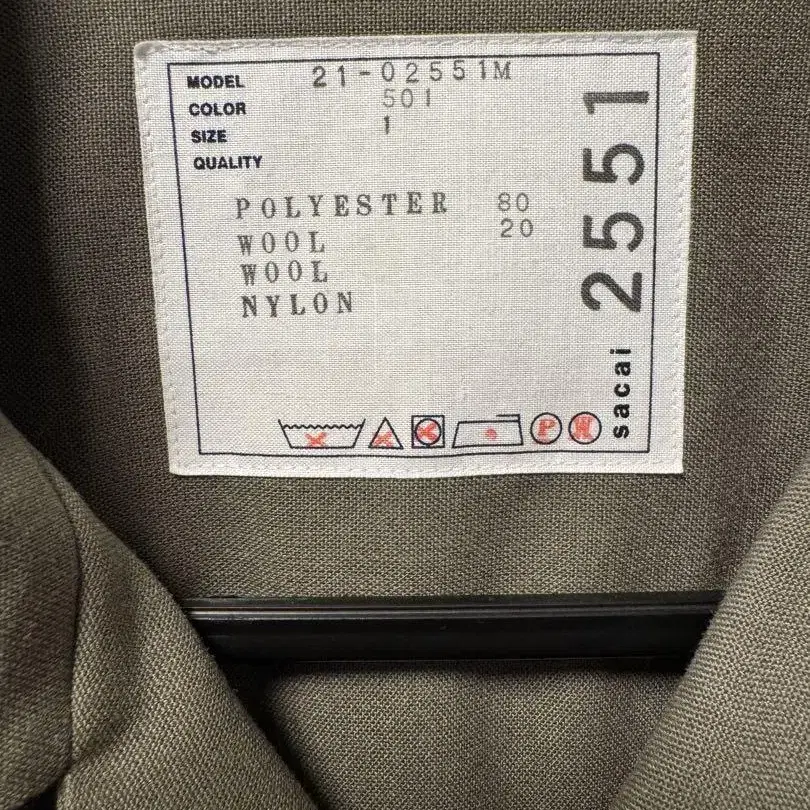 MODEL 21-02551M
COLOR 501
SIZE 1
QUALITY
POLYESTER 80
WOOL 20
WOOL
NYLON
P W
sacai 2551